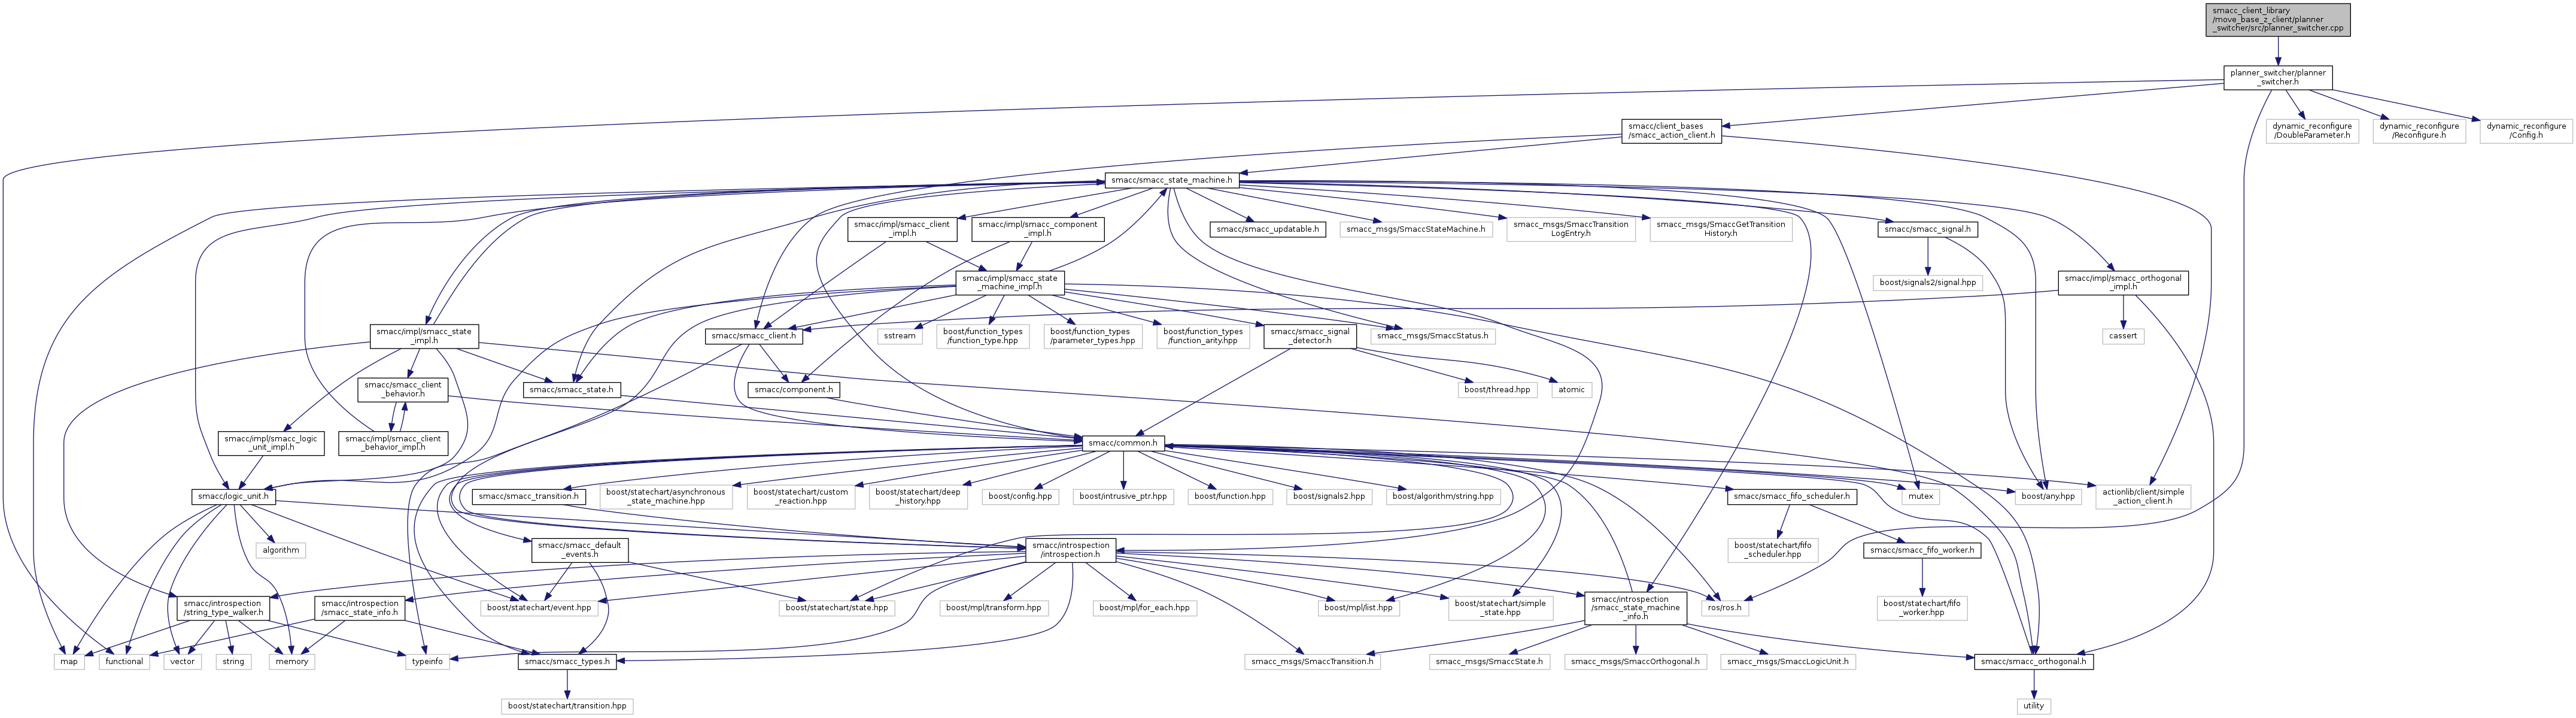 smacc_client_library
/move_base_z_client/planner
_switcher/src/planner_switcher.cpp
planner_switcher/planner
_switcher.h
smacc/client_bases
/smacc_action_client.h
dynamic_reconfigure
/DoubleParameter.h
dynamic_reconfigure
/Reconfigure.h
dynamic_reconfigure
/Config.h
smacc/smacc_state_machine.h
smacc/impl/smacc_client
_impl.h
smacc/impl/smacc_component
_impl.h
smacc/smacc_updatable.h
smacc_msgs/SmaccStateMachine.h
smacc_msgs/SmaccTransition
LogEntry.h
smacc_msgs/SmaccGetTransition
History.h
smacc/smacc_signal.h
smacc/impl/smacc_state
_machine_impl.h
boost/signals2/signal.hpp
smacc/impl/smacc_orthogonal
_impl.h
smacc/impl/smacc_state
_impl.h
smacc/smacc_client.h
sstream
boost/function_types
/function_type.hpp
boost/function_types
/parameter_types.hpp
boost/function_types
/function_arity.hpp
smacc/smacc_signal
_detector.h
smacc_msgs/SmaccStatus.h
cassert
smacc/smacc_client
_behavior.h
smacc/smacc_state.h
smacc/component.h
boost/thread.hpp
atomic
smacc/impl/smacc_logic
_unit_impl.h
smacc/impl/smacc_client
_behavior_impl.h
smacc/common.h
smacc/logic_unit.h
smacc/smacc_transition.h
boost/statechart/asynchronous
_state_machine.hpp
boost/statechart/custom
_reaction.hpp
boost/statechart/deep
_history.hpp
boost/config.hpp
boost/intrusive_ptr.hpp
boost/function.hpp
boost/signals2.hpp
boost/algorithm/string.hpp
smacc/smacc_fifo_scheduler.h
mutex
boost/any.hpp
actionlib/client/simple
_action_client.h
algorithm
smacc/smacc_default
_events.h
smacc/introspection
/introspection.h
boost/statechart/fifo
_scheduler.hpp
smacc/smacc_fifo_worker.h
smacc/introspection
/string_type_walker.h
smacc/introspection
/smacc_state_info.h
boost/statechart/event.hpp
boost/statechart/state.hpp
boost/mpl/transform.hpp
boost/mpl/for_each.hpp
boost/mpl/list.hpp
boost/statechart/simple
_state.hpp
smacc/introspection
/smacc_state_machine
_info.h
ros/ros.h
boost/statechart/fifo
_worker.hpp
map
functional
vector
string
memory
typeinfo
smacc/smacc_types.h
smacc_msgs/SmaccTransition.h
smacc_msgs/SmaccState.h
smacc_msgs/SmaccOrthogonal.h
smacc_msgs/SmaccLogicUnit.h
smacc/smacc_orthogonal.h
boost/statechart/transition.hpp
utility